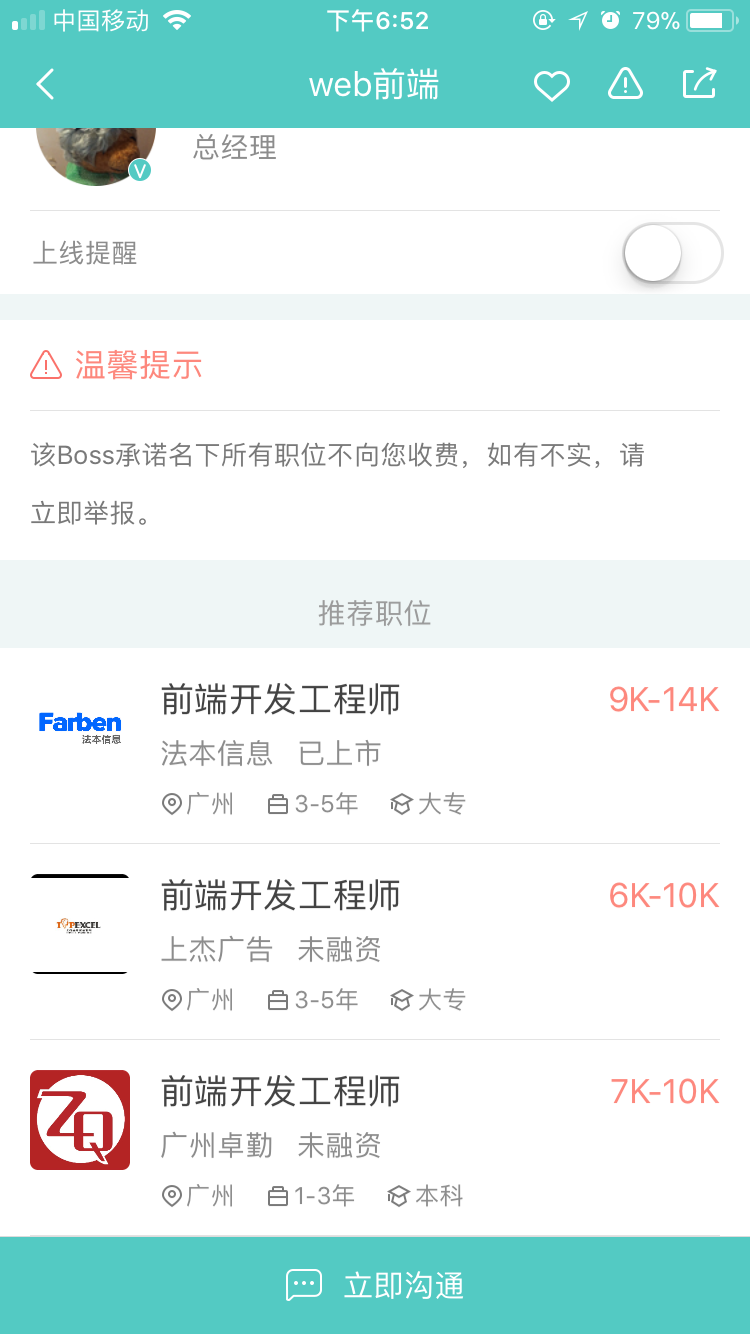 中国移动 下午6:52 79%
web前端
V
总经理
上线提醒
温馨提示
该Boss承诺名下所有职位不向您收费，如有不实，请
立即举报。
推荐职位
前端开发工程师 9K-14K
Farben
法本信息
法本信息 已上市
广州 3-5年 大专
前端开发工程师 6K-10K
TOPEXCEL
上杰广告 未融资
广州 3-5年 大专
前端开发工程师 7K-10K
ZQ
广州卓勤 未融资
广州 1-3年 本科
立即沟通